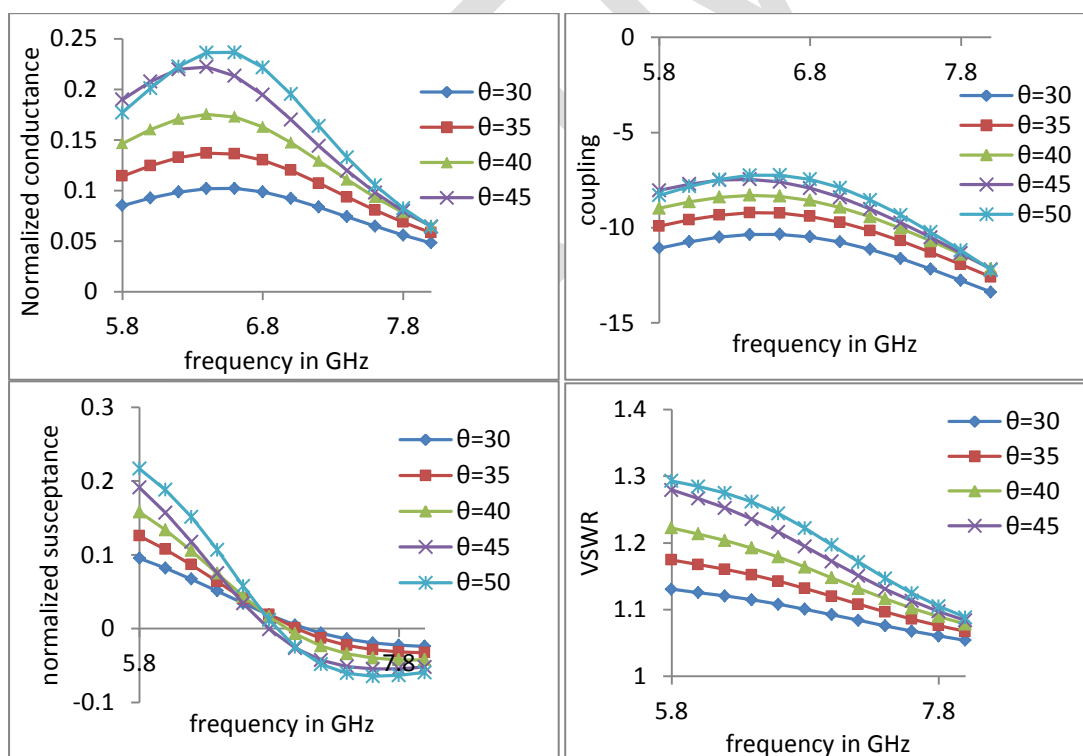 0.25
0.2
0.15
0.1
0.05
0
Normalized conductance
5.8 6.8 7.8
frequency in GHz
θ=30
θ=35
θ=40
θ=45
0
-5
-10
-15
coupling
5.8 6.8 7.8
frequency in GHz
θ=30
θ=35
θ=40
θ=45
θ=50
0.3
0.2
0.1
0
-0.1
normalized susceptance
5.8 7.8
frequency in GHz
θ=30
θ=35
θ=40
θ=45
θ=50
1.4
1.3
1.2
1.1
1
VSWR
5.8 7.8
frequency in GHz
θ=30
θ=35
θ=40
θ=45